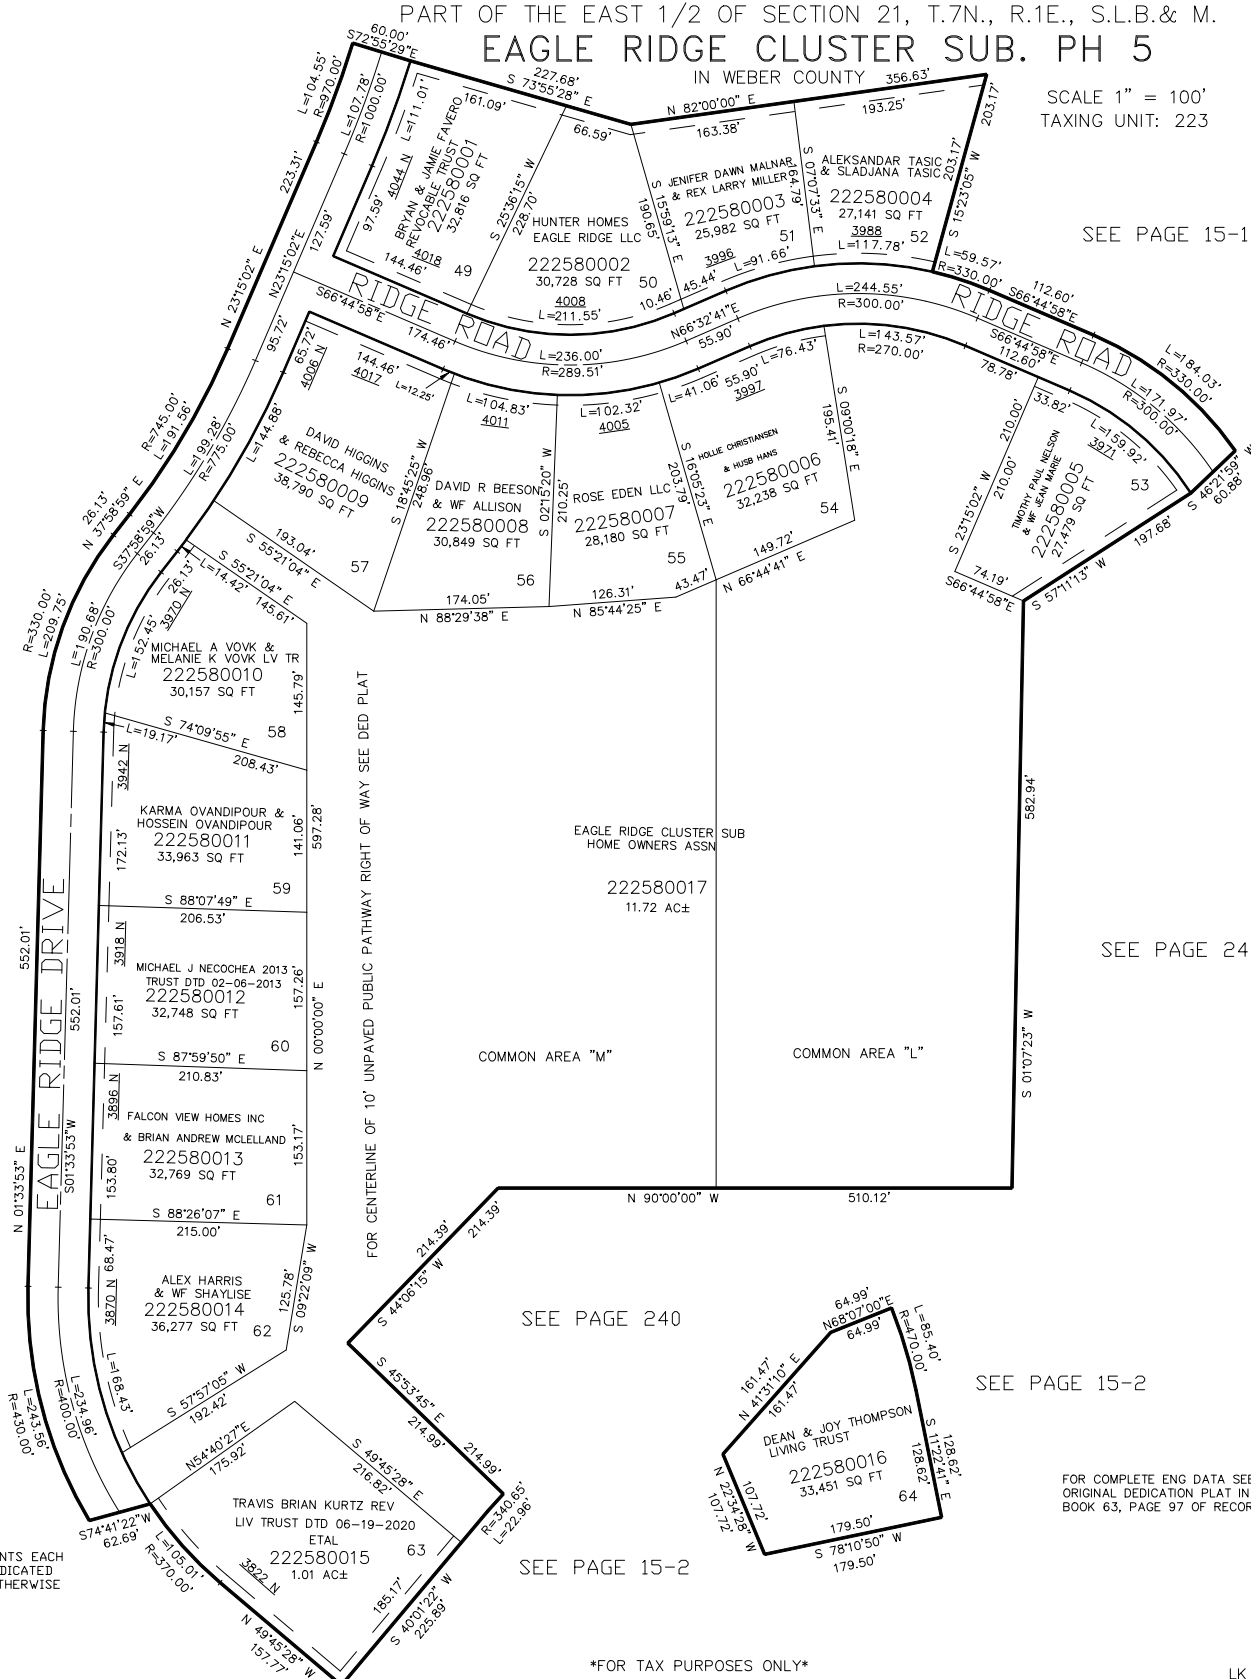 PART OF THE EAST 1/2 OF SECTION 21, T.7N., R.1E., S.L.B.& M.
EAGLE RIDGE CLUSTER SUB. PH 5
IN WEBER COUNTY
SCALE 1" = 100'
TAXING UNIT: 223
S72°55'29"E
60.00'
227.68'
S 73°55'28" E
N 82°00'00" E
356.63'
203.17'
S 15°23'05" W
203.17'
L=104.55'
R=970.00'
L=107.78'
R=1000.00'
L=111.01'
161.09'
66.59'
163.38'
193.25'
223.31'
N 23°15'02" E
127.59'
N23°15'02"E
97.59'
4044 N
BRYAN & JAMIE FAVERO
REVOCABLE TRUST
222580001
32,816 SQ FT
4018
144.46'
49
S 25°36'15" W
228.70'
HUNTER HOMES
EAGLE RIDGE LLC
222580002
30,728 SQ FT
50
4008
L=211.55'
S 15°59'13" E
190.65'
JENIFER DAWN MALNAR
& REX LARRY MILLER
222580003
25,982 SQ FT
51
3996
10.46'
45.44'
L=91.66'
164.79'
S 07°07'33" E
ALEKSANDAR TASIC
& SLADJANA TASIC
222580004
27,141 SQ FT
3988
52
L=117.78'
SEE PAGE 15-1
L=59.57'
R=330.00'
S66°44'58"E
112.60'
RIDGE ROAD
S66°44'58"E
174.46'
L=236.00'
R=289.51'
N66°32'41"E
55.90'
L=244.55'
R=300.00'
RIDGE ROAD
S66°44'58"E
112.60'
L=184.03'
R=330.00'
L=171.97'
R=300.00'
95.72'
65.72'
4006 N
144.46'
4017
L=12.25'
L=104.83'
4011
L=102.32'
4005
L=41.06'
55.90'
3997
L=76.43'
L=143.57'
R=270.00'
78.78'
33.82'
L=159.92'
3971
S 46°21'59" W
60.88'
R=745.00'
L=191.56'
L=199.28'
R=775.00'
L=144.88'
DAVID HIGGINS
& REBECCA HIGGINS
222580009
38,790 SQ FT
57
S 18°45'25" W
248.96'
DAVID R BEESON
& WF ALLISON
222580008
30,849 SQ FT
56
S 02°15'20" W
210.25'
ROSE EDEN LLC
222580007
28,180 SQ FT
55
S 16°05'23" E
203.79'
HOLLIE CHRISTIANSEN
& HUSB HANS
222580006
32,238 SQ FT
54
S 09°00'18" E
195.41'
210.00'
S 23°15'02" W
210.00'
TIMOTHY PAUL NELSON
& WF JEAN MARIE
222580005
27,479 SQ FT
53
197.68'
S 57°11'13" W
74.19'
S66°44'58"E
26.13'
N 37°58'59" E
S37°58'59"W
26.13'
193.04'
S 55°21'04" E
174.05'
N 88°29'38" E
126.31'
N 85°44'25" E
43.47'
149.72'
N 66°44'41" E
R=330.00'
L=209.75'
L=190.68'
R=300.00'
L=152.45'
26.13'
3970 N
L=14.42'
S 55°21'04" E
145.61'
MICHAEL A VOVK &
MELANIE K VOVK LV TR
222580010
30,157 SQ FT
58
145.79'
S 74°09'55" E
L=19.17'
208.43'
3942 N
KARMA OVANDIPOUR &
HOSSEIN OVANDIPOUR
222580011
33,963 SQ FT
59
172.13'
141.06'
597.28'
S 88°07'49" E
206.53'
3918 N
MICHAEL J NECOCHEA 2013
TRUST DTD 02-06-2013
222580012
32,748 SQ FT
60
157.61'
157.26'
N 00°00'00" E
S 87°59'50" E
210.83'
3896 N
FALCON VIEW HOMES INC
& BRIAN ANDREW MCLELLAND
222580013
32,769 SQ FT
61
153.80'
153.17'
S 88°26'07" E
215.00'
68.47'
3870 N
ALEX HARRIS
& WF SHAYLISE
222580014
36,277 SQ FT
62
125.78'
S 09°22'09" W
L=168.43'
S 57°57'05" W
192.42'
EAGLE RIDGE DRIVE
552.01'
552.01'
N 01°33'53" E
S01°33'53"W
FOR CENTERLINE OF 10' UNPAVED PUBLIC PATHWAY RIGHT OF WAY SEE DED PLAT
EAGLE RIDGE CLUSTER SUB
HOME OWNERS ASSN
222580017
11.72 AC±
COMMON AREA "M"
COMMON AREA "L"
582.94'
S 01°07'23" W
SEE PAGE 24
N 90°00'00" W
510.12'
214.39'
214.39'
S 44°06'15" W
SEE PAGE 240
S 45°53'45" E
214.99'
214.99'
L=243.56'
R=430.00'
L=234.96'
R=400.00'
N54°40'27"E
175.92'
S 49°45'28" E
216.82'
TRAVIS BRIAN KURTZ REV
LIV TRUST DTD 06-19-2020
ETAL
222580015
1.01 AC±
63
3822 N
R=340.65'
L=22.96'
185.17'
S 40°01'22" W
225.89'
S74°41'22"W
62.69'
L=105.01'
R=370.00'
N 49°45'28" W
157.77'
SEE PAGE 15-2
64.99'
N68°07'00"E
64.99'
L=85.40'
R=470.00'
161.47'
N 41°31'10" E
161.47'
DEAN & JOY THOMPSON
LIVING TRUST
222580016
33,451 SQ FT
64
128.62'
S 11°22'41" E
128.62'
107.72'
N 22°34'28" W
107.72'
179.50'
S 78°10'50" W
179.50'
SEE PAGE 15-2
FOR COMPLETE ENG DATA SEE
ORIGINAL DEDICATION PLAT IN
BOOK 63, PAGE 97 OF RECOR
NTS EACH
DICATED
THERWISE
*FOR TAX PURPOSES ONLY*
LK